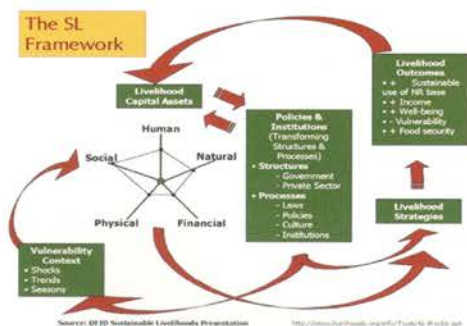 The SL
Framework
Livelihood
Capital Assets
Human
Social
Natural
Physical
Financial
Vulnerability
Context
• Shocks
• Trends
• Seasons
Policies &
Institutions
(Transforming
Structures &
Processes)
• Structures
- Government
- Private Sector
• Processes
- Laws
- Policies
- Culture
- Institutions
Livelihood
Outcomes
• + Sustainable
use of NR base
• + Income
• + Well-being
• - Vulnerability
• + Food security
Livelihood
Strategies
Source: DFID Sustainable Livelihoods Presentation